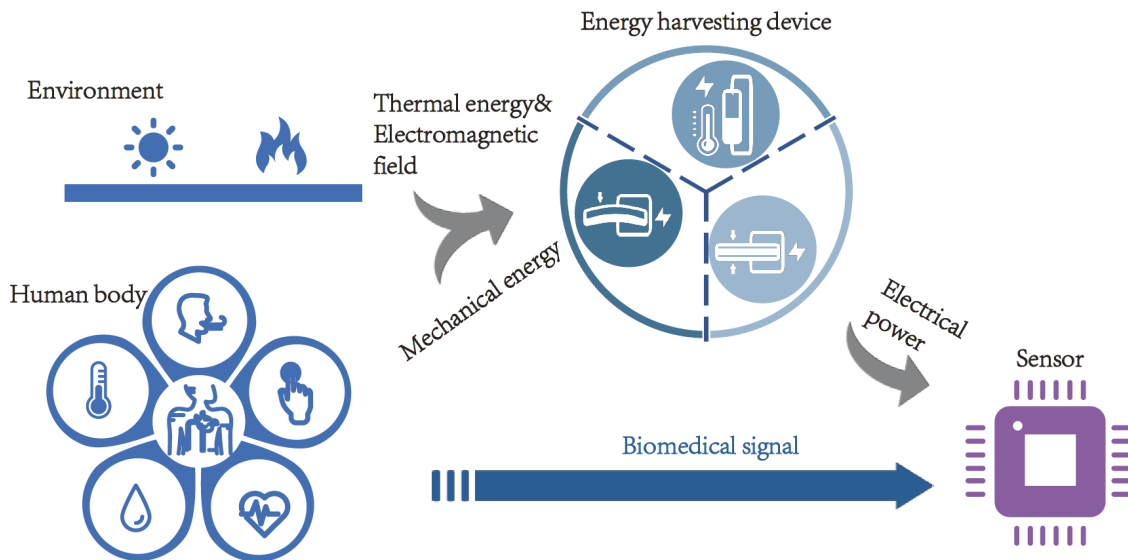 Energy harvesting device
Environment
Thermal energy&
Electromagnetic
field
Mechanical energy
Human body
Electrical
power
Sensor
Biomedical signal